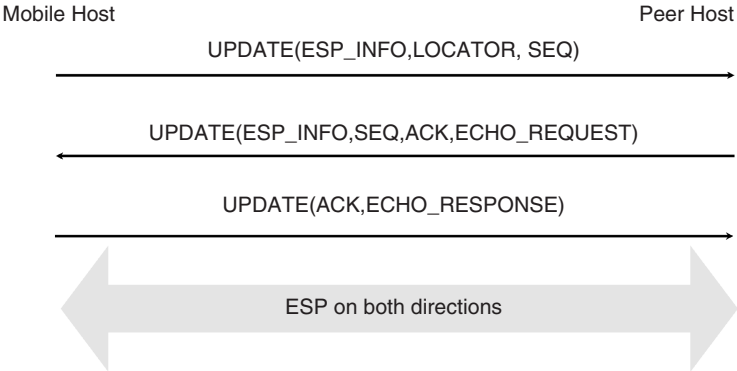 Mobile Host
Peer Host
UPDATE(ESP_INFO,LOCATOR, SEQ)
UPDATE(ESP_INFO,SEQ,ACK,ECHO_REQUEST)
UPDATE(ACK,ECHO_RESPONSE)
ESP on both directions